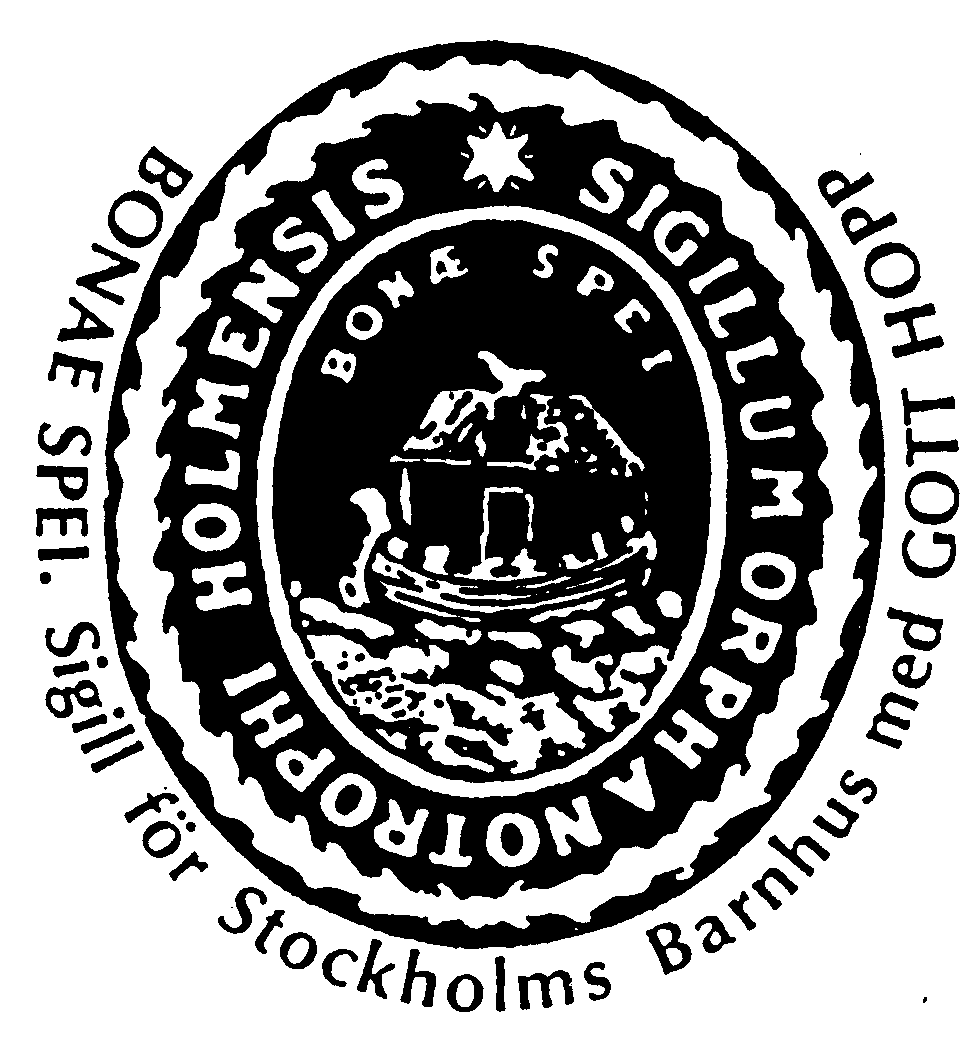 BONAE SPEI. Sigill för Stockholms Barnhus med GOTT HOPP
SIGILLUM ORPHANOTROPHI HOLMENSIS
BONÆ SPEI